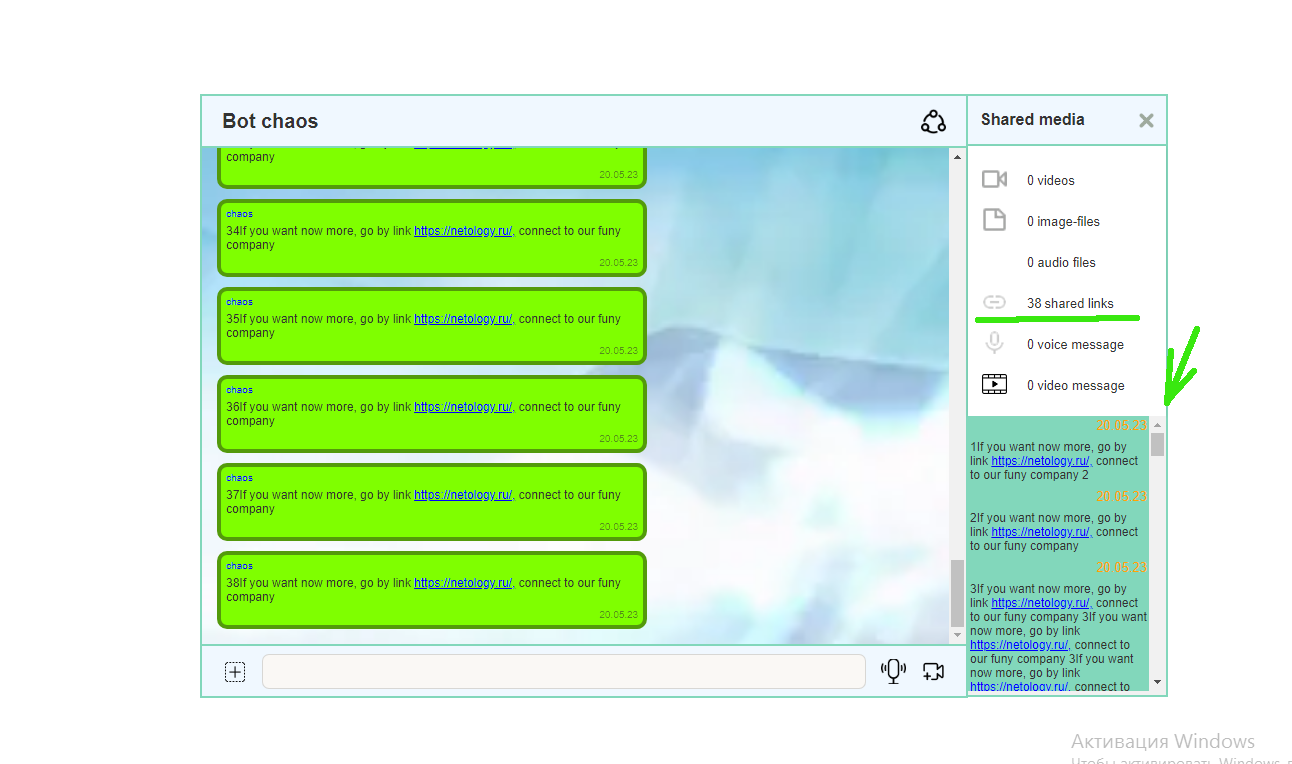 Bot chaos
company
20.05.23
chaos
34If you want now more, go by link https://netology.ru/, connect to our funy
company
20.05.23
chaos
35If you want now more, go by link https://netology.ru/, connect to our funy
company
20.05.23
chaos
36If you want now more, go by link https://netology.ru/, connect to our funy
company
20.05.23
chaos
37If you want now more, go by link https://netology.ru/, connect to our funy
company
20.05.23
chaos
38If you want now more, go by link https://netology.ru/, connect to our funy
company
20.05.23
Shared media
0 videos
0 image-files
0 audio files
38 shared links
0 voice message
0 video message
20.05.23
1If you want now more, go by
link https://netology.ru/, connect
to our funy company 2
20.05.23
2If you want now more, go by
link https://netology.ru/, connect
to our funy company
20.05.23
3If you want now more, go by
link https://netology.ru/, connect
to our funy company 3If you want
now more, go by link
https://netology.ru/, connect to
our funy company 3If you want
now more, go by link
https://netology.ru/, connect to
Активация Windows
Чтобы активировать Windows